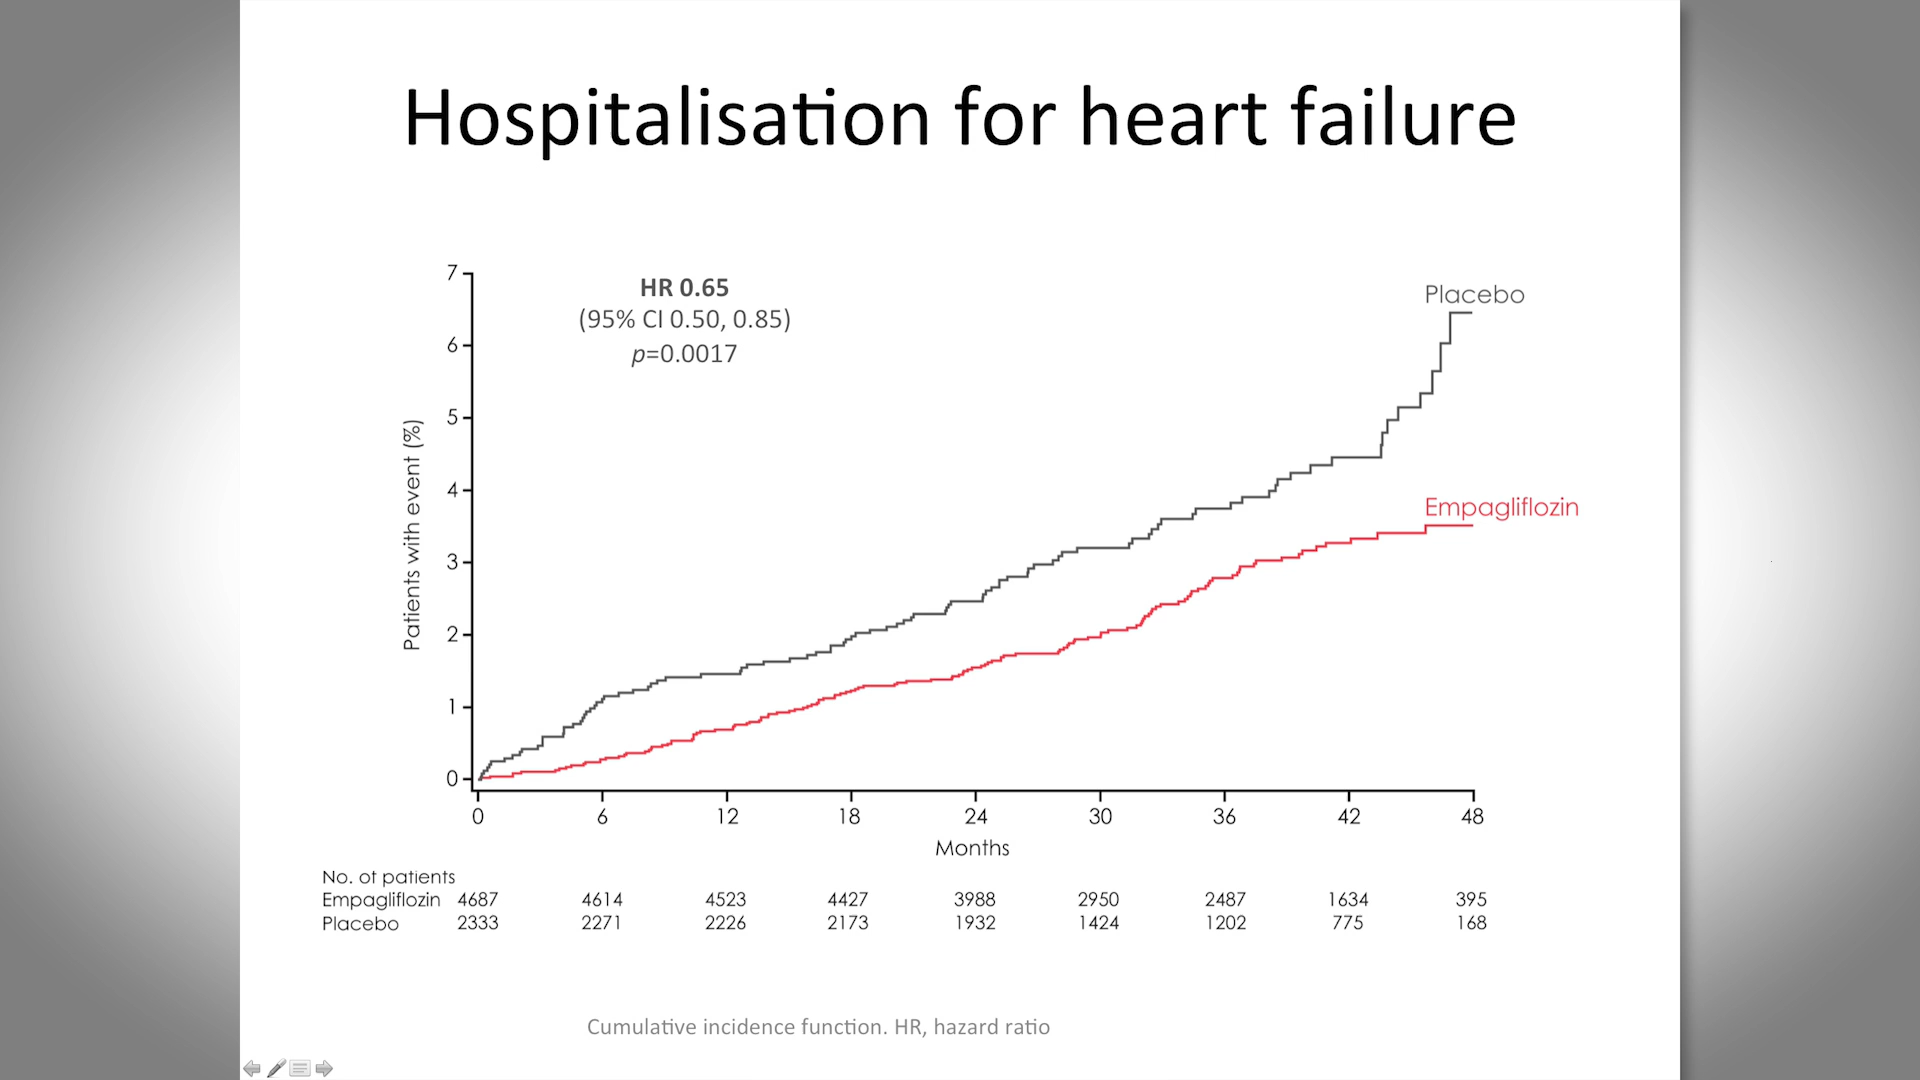 Hospitalisation for heart failure
HR 0.65
(95% CI 0.50, 0.85)
p=0.0017
Placebo
Empagliflozin
Patients with event (%)
7
6
5
4
3
2
1
0
0 6 12 18 24 30 36 42 48
Months
No. of patients
Empagliflozin 4687 4614 4523 4427 3988 2950 2487 1634 395
Placebo 2333 2271 2226 2173 1932 1424 1202 775 168
Cumulative incidence function. HR, hazard ratio